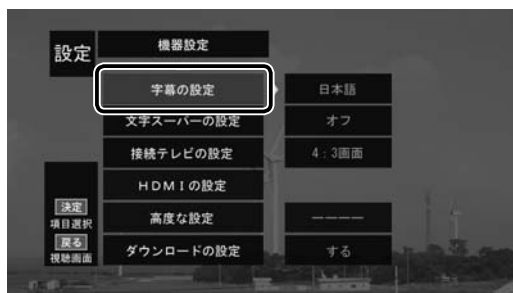 設定
機器設定
字幕の設定
日本語
文字スーパーの設定
オフ
接続テレビの設定
4:3画面
HDMIの設定
高度な設定
ーーーー
ダウンロードの設定
する
決定
項目選択
戻る
視聴画面